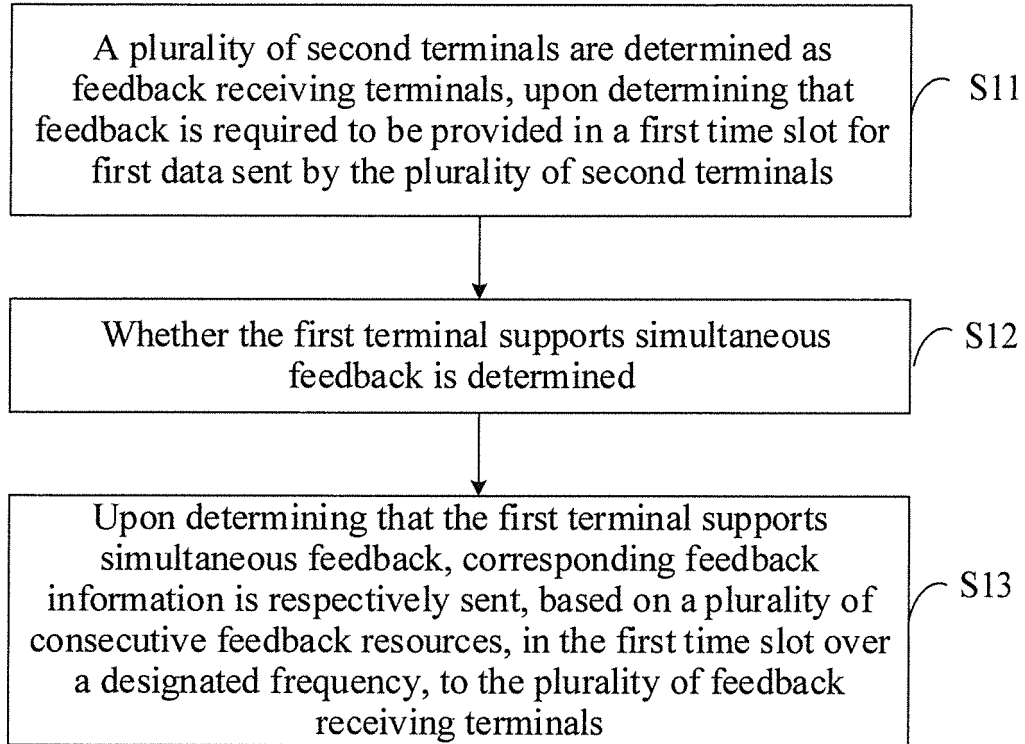 A plurality of second terminals are determined as
feedback receiving terminals, upon determining that
feedback is required to be provided in a first time slot for
first data sent by the plurality of second terminals
S11
Whether the first terminal supports simultaneous
feedback is determined
S12
Upon determining that the first terminal supports
simultaneous feedback, corresponding feedback
information is respectively sent, based on a plurality of
consecutive feedback resources, in the first time slot over
a designated frequency, to the plurality of feedback
receiving terminals
S13